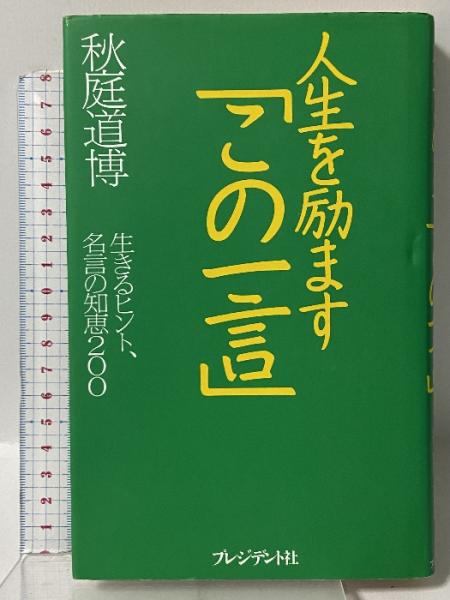 人生を励ます
「この一言」
秋庭道博
生きるヒント、
名言の知恵200
プレジデント社